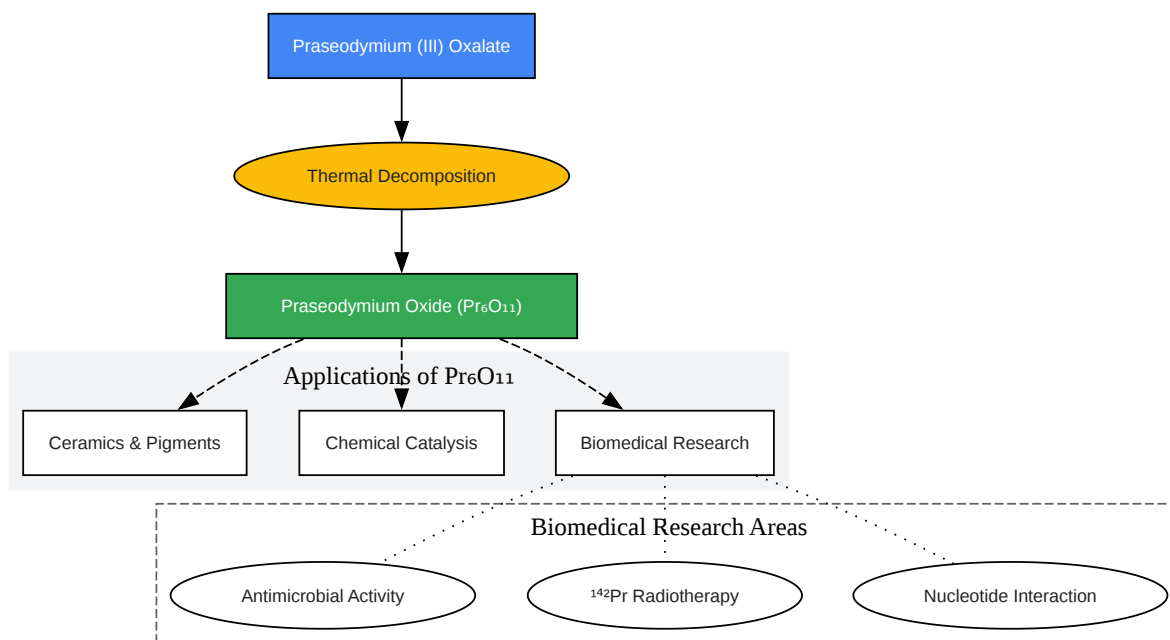 Praseodymium (III) Oxalate
Thermal Decomposition
Praseodymium Oxide (Pr₆O₁₁)
Applications of Pr₆O₁₁
Ceramics & Pigments
Chemical Catalysis
Biomedical Research
Biomedical Research Areas
Antimicrobial Activity
¹⁴²Pr Radiotherapy
Nucleotide Interaction